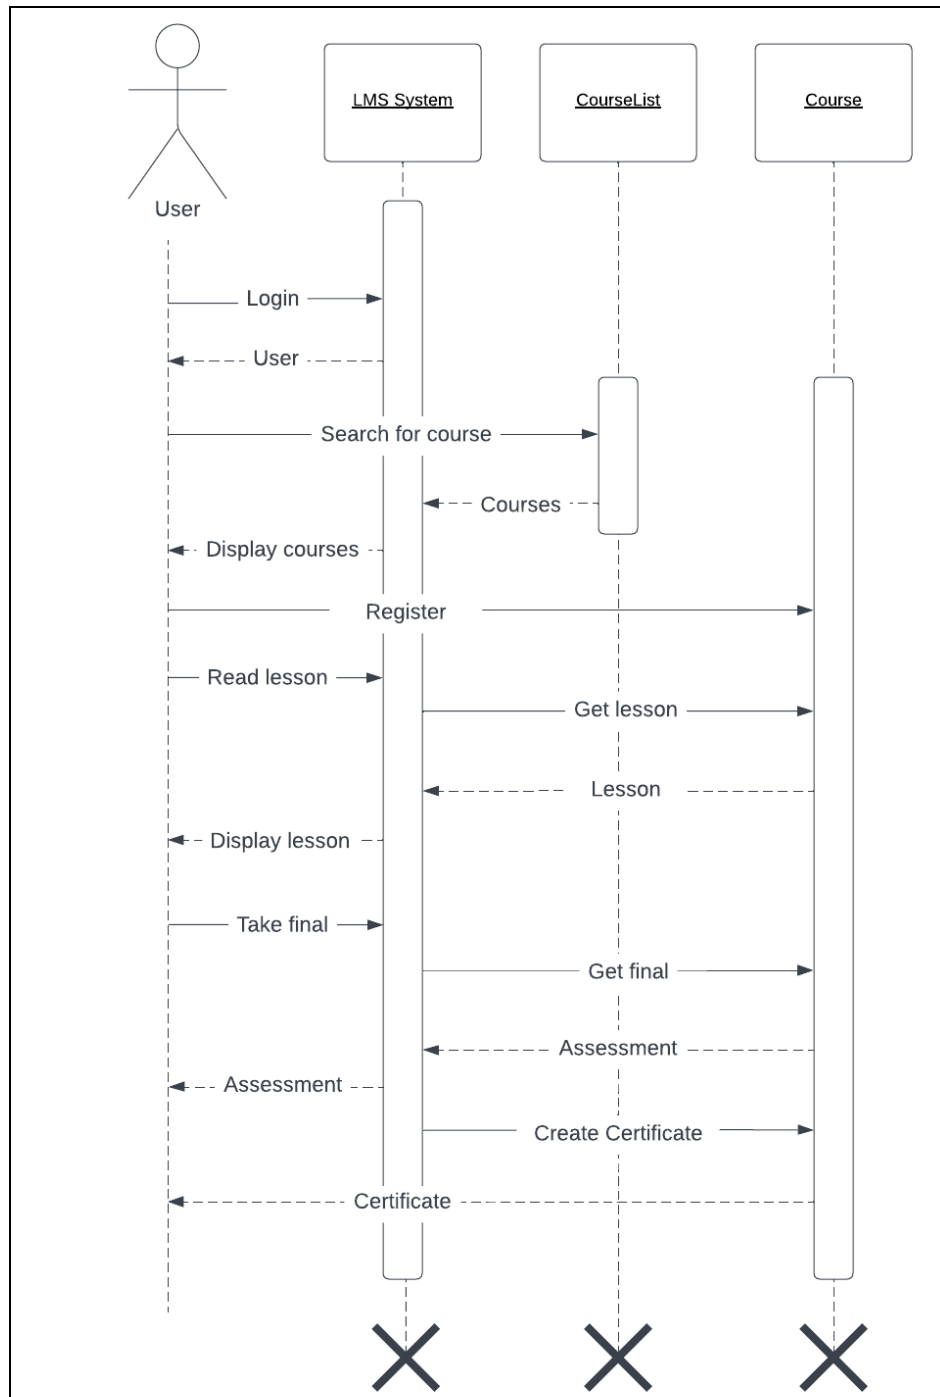 LMS System
CourseList
Course
User
Login
User
Search for course
Courses
Display courses
Register
Read lesson
Get lesson
Lesson
Display lesson
Take final
Get final
Assessment
Assessment
Create Certificate
Certificate